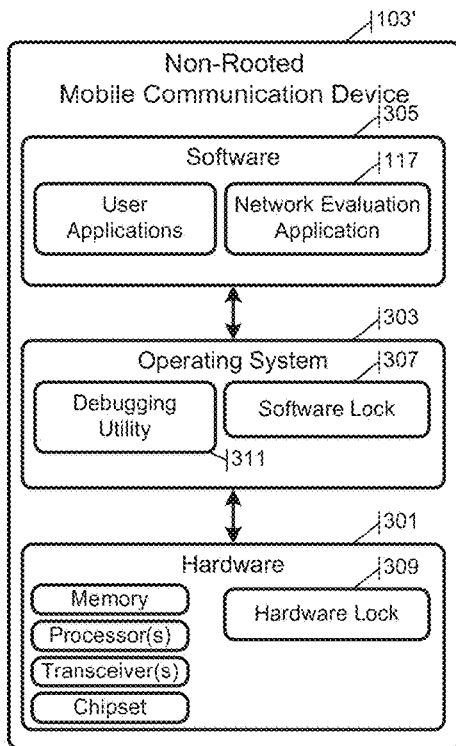 103'
Non-Rooted
Mobile Communication Device
305
Software
117
User
Applications
Network Evaluation
Application
303
Operating System
307
Debugging
Utility
Software Lock
311
301
Hardware
309
Memory
Hardware Lock
Processor(s)
Transceiver(s)
Chipset